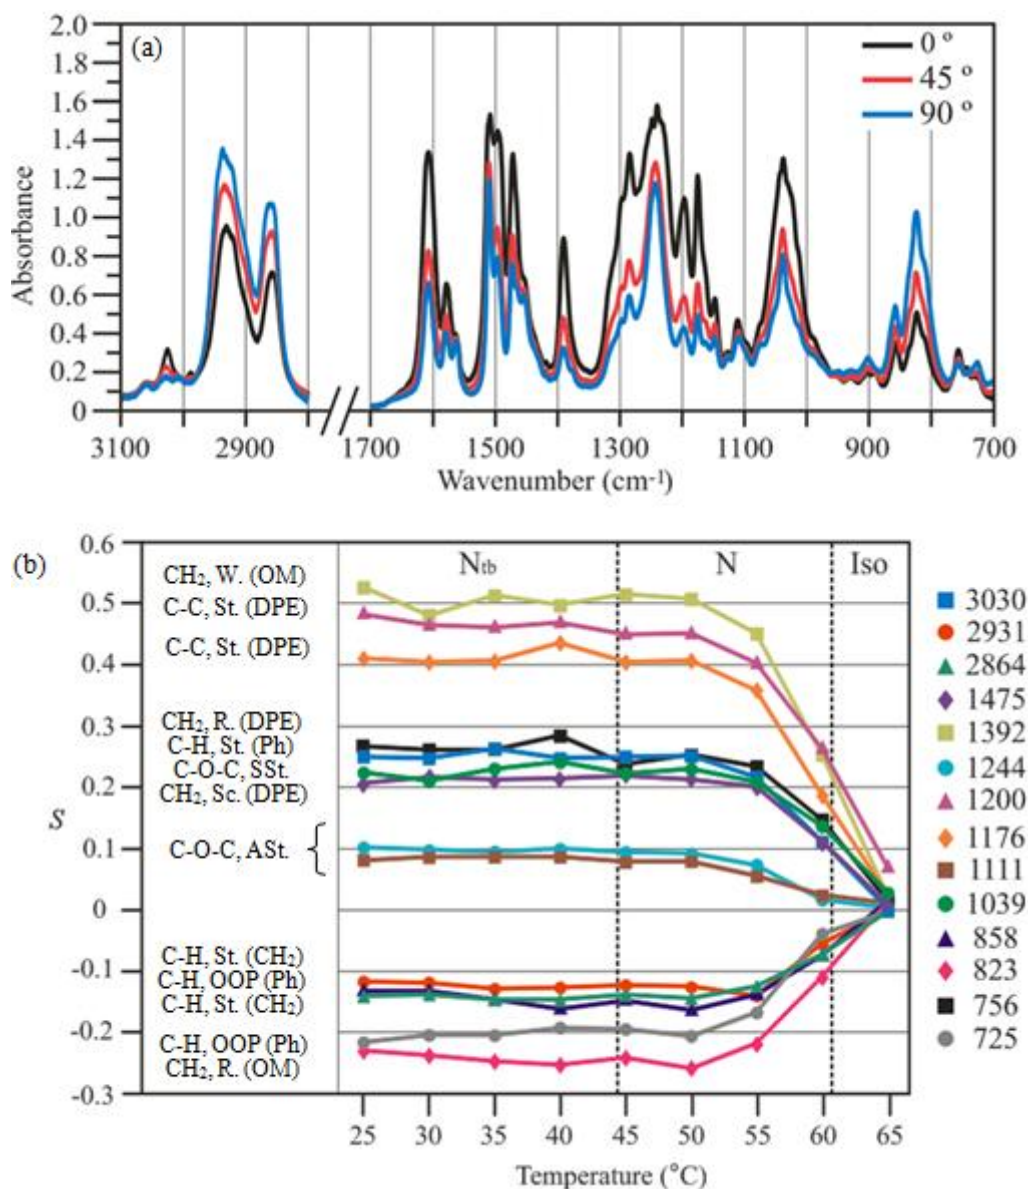 (a)
0 º
45 º
90 º
Absorbance
2.0
1.8
1.6
1.4
1.2
1.0
0.8
0.6
0.4
0.2
0
3100 2900 1700 1500 1300 1100 900 700
Wavenumber (cm-1)
(b)
S
0.6
0.5
0.4
0.3
0.2
0.1
0
-0.1
-0.2
-0.3
CH2, W. (OM)
C-C, St. (DPE)
C-C, St. (DPE)
CH2, R. (DPE)
C-H, St. (Ph)
C-O-C, SSt.
CH2, Sc. (DPE)
C-O-C, ASt.
C-H, St. (CH2)
C-H, OOP (Ph)
C-H, St. (CH2)
C-H, OOP (Ph)
CH2, R. (OM)
Ntb N Iso
3030
2931
2864
1475
1392
1244
1200
1176
1111
1039
858
823
756
725
25 30 35 40 45 50 55 60 65
Temperature (°C)